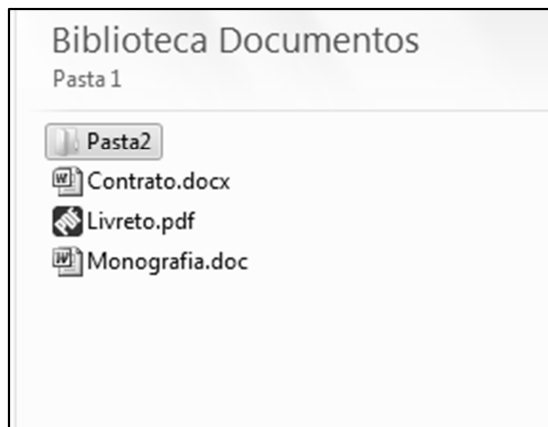 Biblioteca Documentos
Pasta 1
Pasta2
Contrato.docx
Livreto.pdf
Monografia.doc